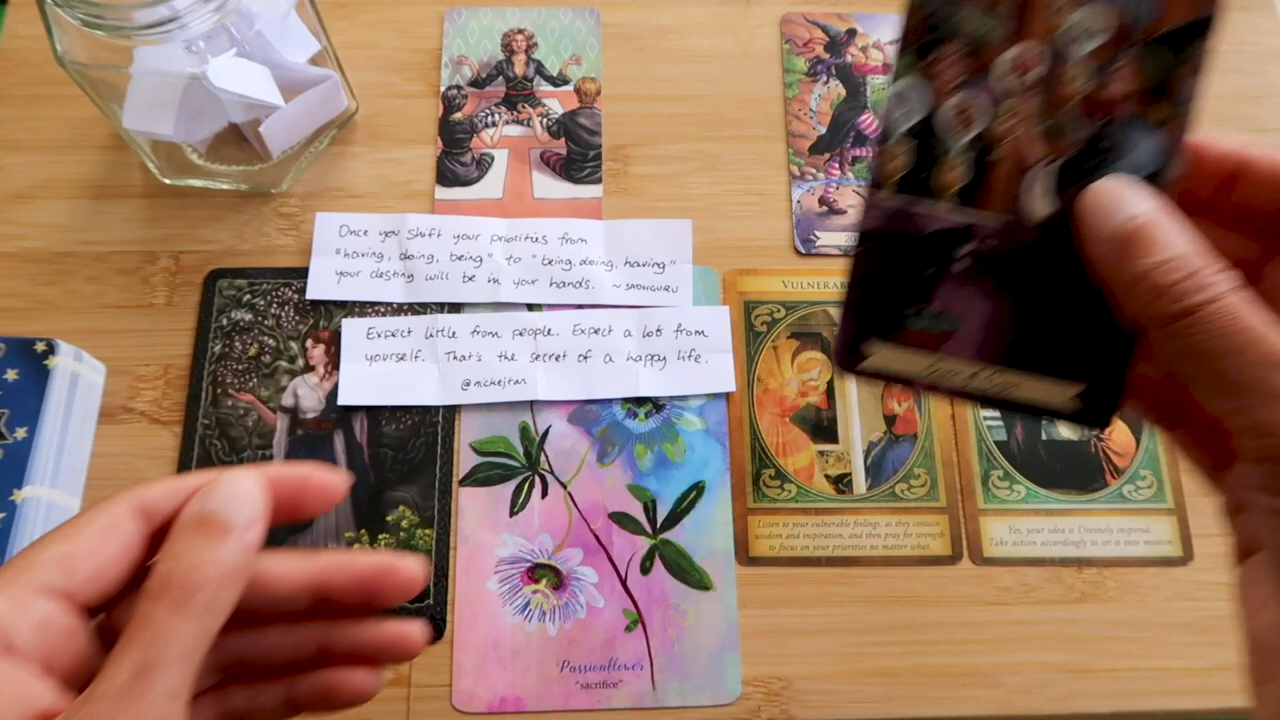 20
Once you shift your priorities from
"having, doing, being" to "being, doing, having"
your destiny will be in your hands. ~ SADHGURU
Expect little from people. Expect a lot from
yourself. That's the secret of a happy life.
@nickejtan
Listen to your vulnerable feelings, as they contain
wisdom and inspiration, and then pray for strength
to focus on your priorities no matter what.
Yes, your idea is Divinely inspired.
Take action accordingly to set it into motion.
Passionflower
"sacrifice"